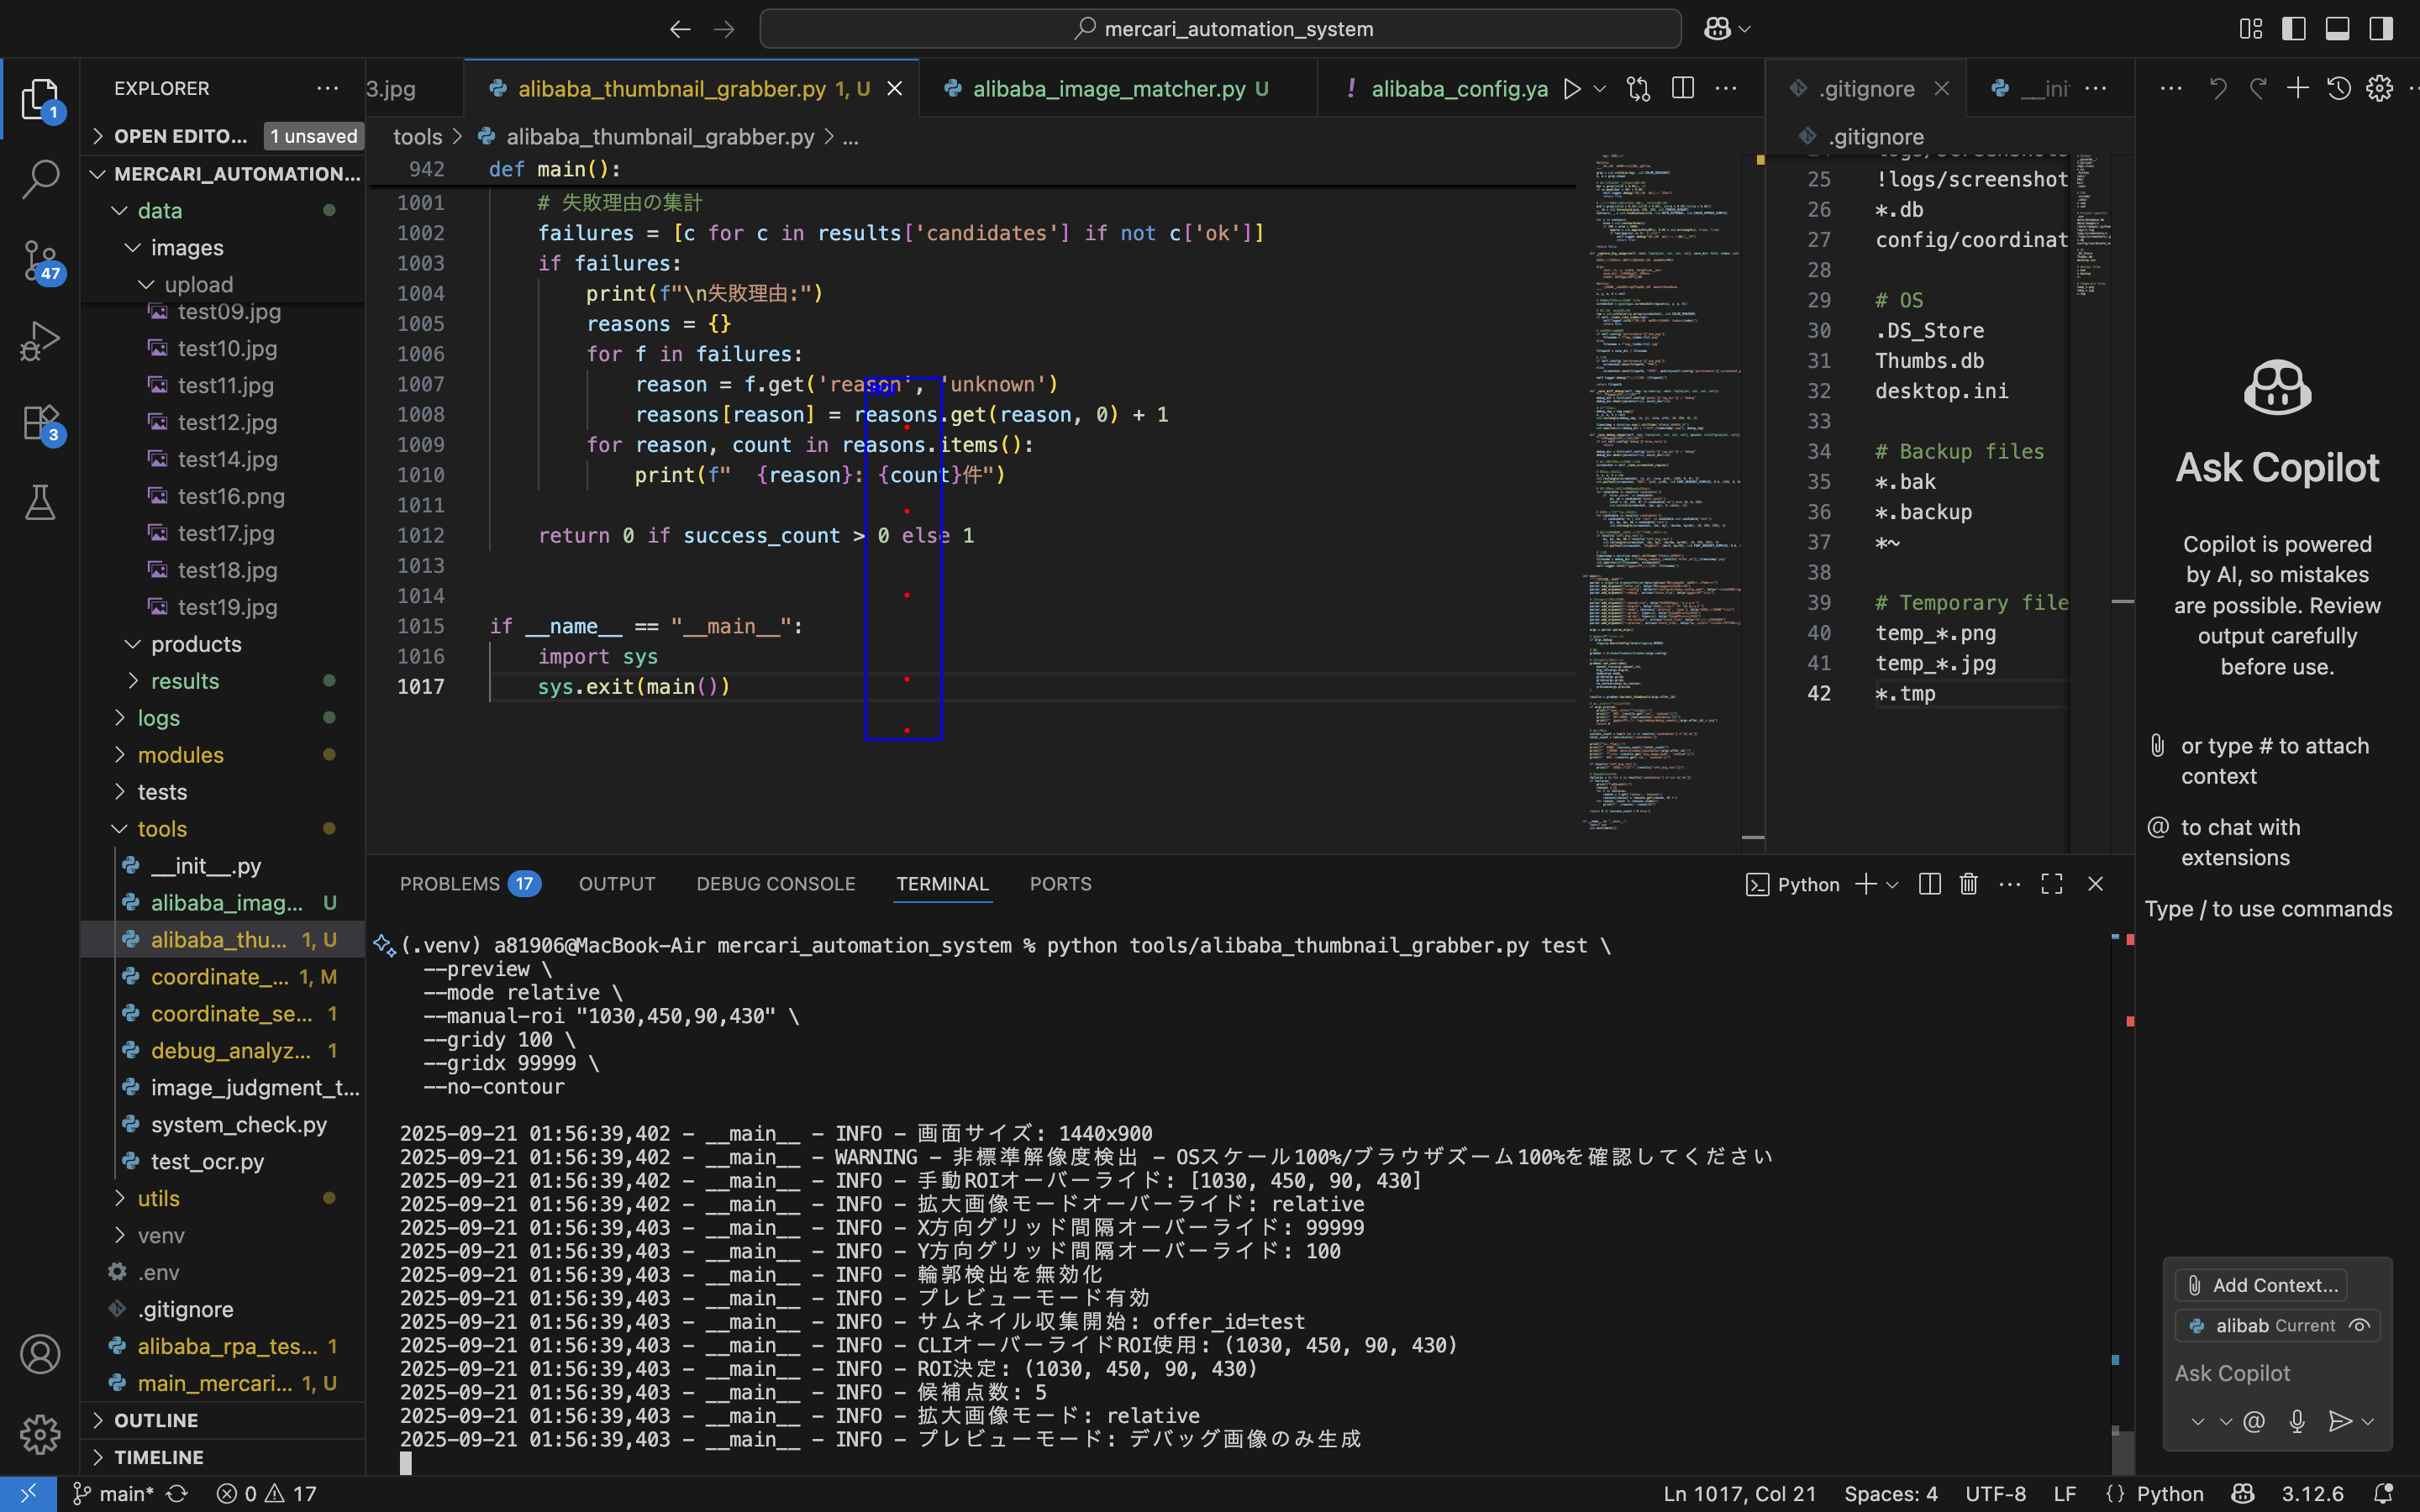 mercari_automation_system
EXPLORER
OPEN EDITO... 1 unsaved
MERCARI_AUTOMATION...
data
images
upload
test09.jpg
test10.jpg
test11.jpg
test12.jpg
test14.jpg
test16.png
test17.jpg
test18.jpg
test19.jpg
products
results
logs
modules
tests
tools
__init__.py
alibaba_imag... U
alibaba_thu... 1, U
coordinate_... 1, M
coordinate_se... 1
debug_analyz... 1
image_judgment_t...
system_check.py
test_ocr.py
utils
venv
.env
.gitignore
alibaba_rpa_tes... 1
main_mercari... 1, U
OUTLINE
TIMELINE
1
47
3
3.jpg
alibaba_thumbnail_grabber.py 1, U
alibaba_image_matcher.py U
! alibaba_config.ya
tools > alibaba_thumbnail_grabber.py > ...
942 def main():
1001 # 失敗理由の集計
1002 failures = [c for c in results['candidates'] if not c['ok']]
1003 if failures:
1004 print(f"\n失敗理由:")
1005 reasons = {}
1006 for f in failures:
1007 reason = f.get('reason', 'unknown')
1008 reasons[reason] = reasons.get(reason, 0) + 1
1009 for reason, count in reasons.items():
1010 print(f"  {reason}: {count}件")
1011
1012 return 0 if success_count > 0 else 1
1013
1014
1015 if __name__ == "__main__":
1016 import sys
1017 sys.exit(main())
ROI
.gitignore
__ini
.gitignore
25 !logs/screenshot
26 *.db
27 config/coordinat
28
29 # OS
30 .DS_Store
31 Thumbs.db
32 desktop.ini
33
34 # Backup files
35 *.bak
36 *.backup
37 *~
38
39 # Temporary file
40 temp_*.png
41 temp_*.jpg
42 *.tmp
PROBLEMS 17 OUTPUT DEBUG CONSOLE TERMINAL PORTS
Python
(.venv) a81906@MacBook-Air mercari_automation_system % python tools/alibaba_thumbnail_grabber.py test \
--preview \
--mode relative \
--manual-roi "1030,450,90,430" \
--gridy 100 \
--gridx 99999 \
--no-contour
2025-09-21 01:56:39,402 - __main__ - INFO - 画面サイズ: 1440x900
2025-09-21 01:56:39,402 - __main__ - WARNING - 非標準解像度検出 - OSスケール100%/ブラウザズーム100%を確認してください
2025-09-21 01:56:39,402 - __main__ - INFO - 手動ROIオーバーライド: [1030, 450, 90, 430]
2025-09-21 01:56:39,402 - __main__ - INFO - 拡大画像モードオーバーライド: relative
2025-09-21 01:56:39,403 - __main__ - INFO - X方向グリッド間隔オーバーライド: 99999
2025-09-21 01:56:39,403 - __main__ - INFO - Y方向グリッド間隔オーバーライド: 100
2025-09-21 01:56:39,403 - __main__ - INFO - 輪郭検出を無効化
2025-09-21 01:56:39,403 - __main__ - INFO - プレビューモード有効
2025-09-21 01:56:39,403 - __main__ - INFO - サムネイル収集開始: offer_id=test
2025-09-21 01:56:39,403 - __main__ - INFO - CLIオーバーライドROI使用: (1030, 450, 90, 430)
2025-09-21 01:56:39,403 - __main__ - INFO - ROI決定: (1030, 450, 90, 430)
2025-09-21 01:56:39,403 - __main__ - INFO - 候補点数: 5
2025-09-21 01:56:39,403 - __main__ - INFO - 拡大画像モード: relative
2025-09-21 01:56:39,403 - __main__ - INFO - プレビューモード: デバッグ画像のみ生成
Ask Copilot
Copilot is powered
by AI, so mistakes
are possible. Review
output carefully
before use.
or type # to attach
context
@ to chat with
extensions
Type / to use commands
Add Context...
alibab Current
Ask Copilot
@
main* 0 17
Ln 1017, Col 21 Spaces: 4 UTF-8 LF {} Python 3.12.6